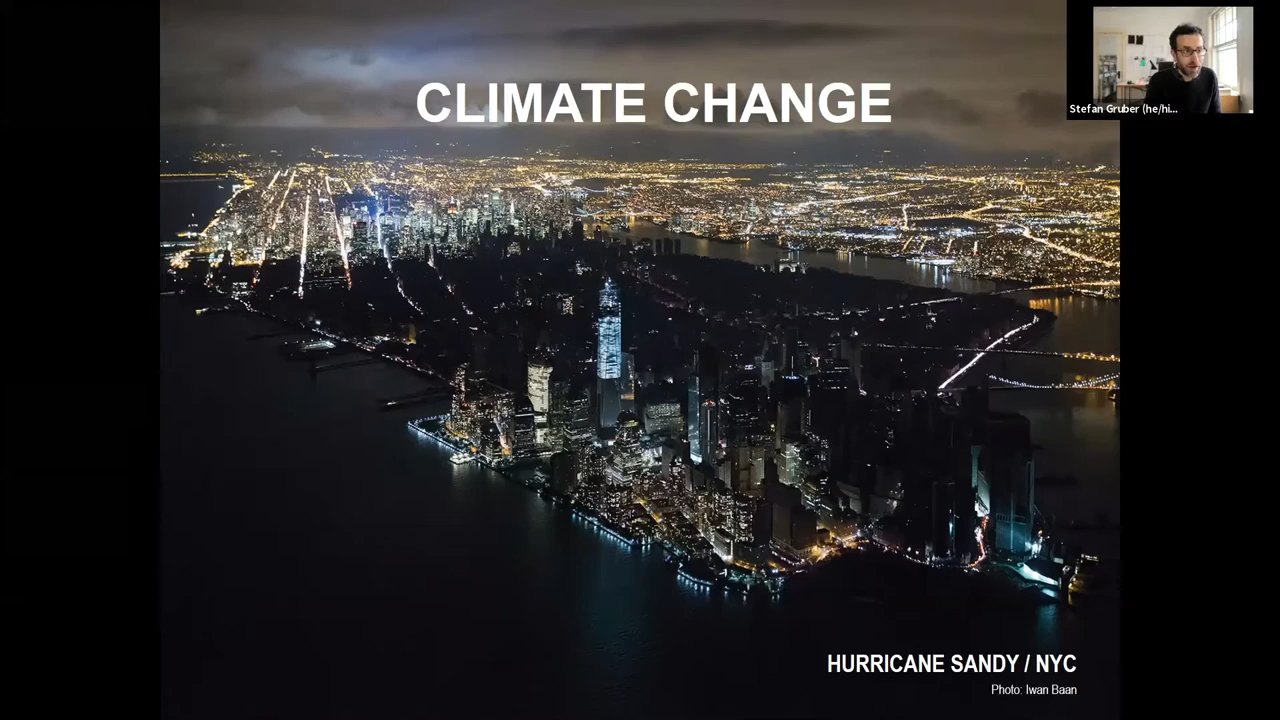 CLIMATE CHANGE
Stefan Gruber (he/hi...
HURRICANE SANDY / NYC
Photo: Iwan Baan